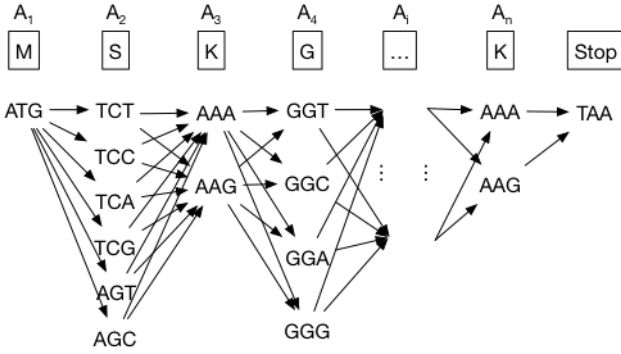 A1 A2 A3 A4 Ai An
M S K G ... K Stop
ATG TCT AAA GGT AAA TAA
TCC
AAG GGC ⋮ ⋮ AAG
TCA
TCG
GGA
AGT
AGC GGG